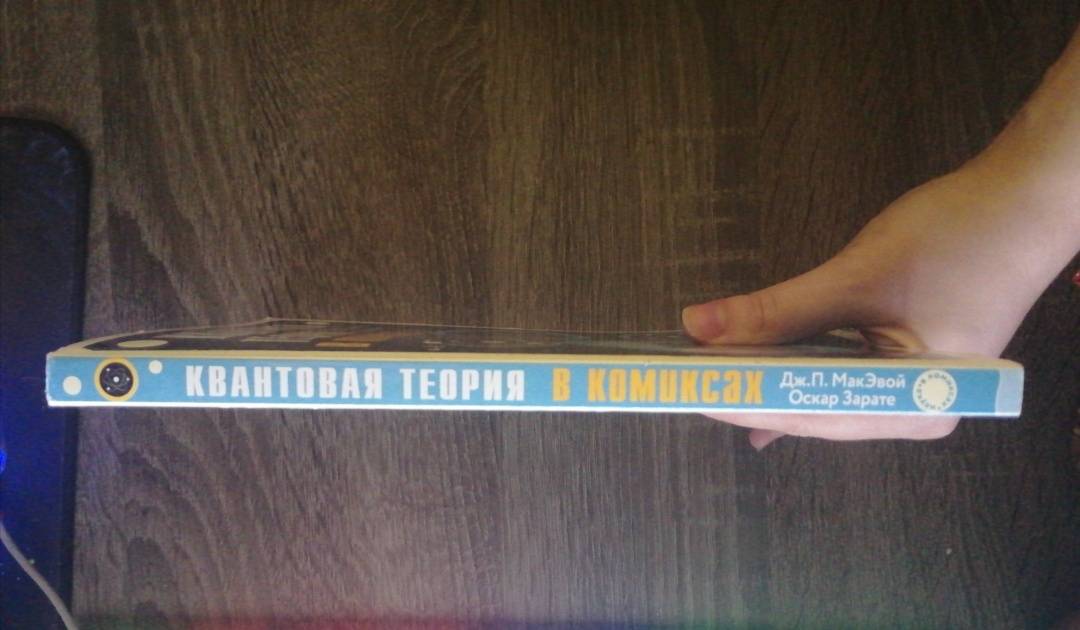 КВАНТОВАЯ ТЕОРИЯ В КОМИКСАХ
Дж.П. МакЭвой
Оскар Зарате